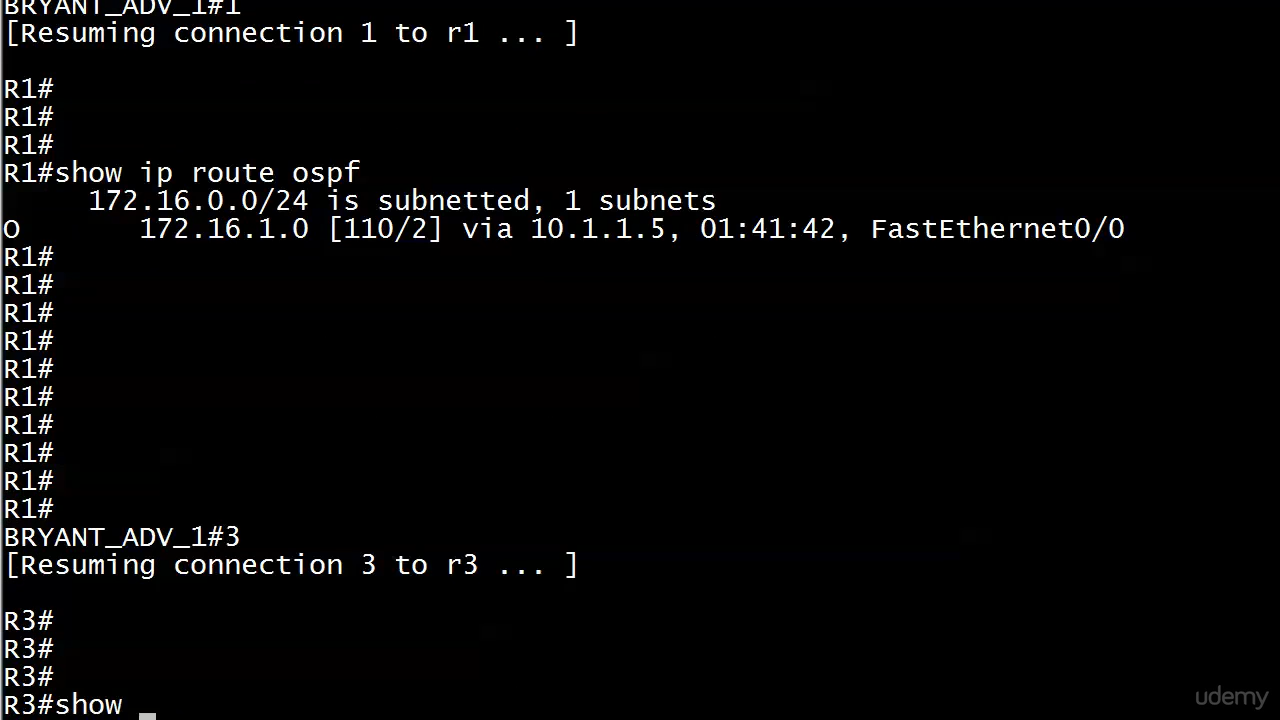 BRYANT_ADV_1#1
[Resuming connection 1 to r1 ... ]
R1#
R1#
R1#
R1#show ip route ospf
172.16.0.0/24 is subnetted, 1 subnets
O 172.16.1.0 [110/2] via 10.1.1.5, 01:41:42, FastEthernet0/0
R1#
R1#
R1#
R1#
R1#
R1#
R1#
R1#
R1#
R1#
BRYANT_ADV_1#3
[Resuming connection 3 to r3 ... ]
R3#
R3#
R3#
R3#show _
udemy